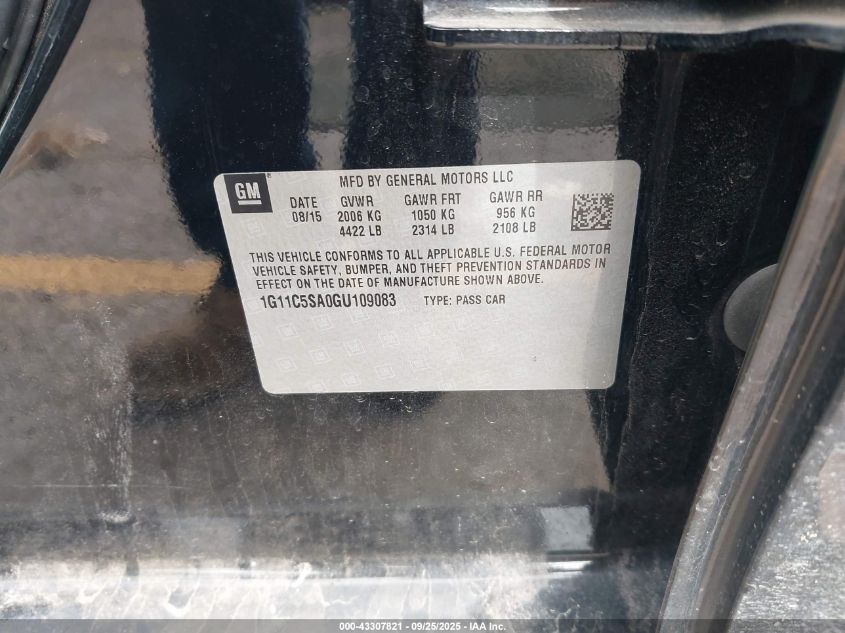 GM
MFD BY GENERAL MOTORS LLC
DATE GVWR GAWR FRT GAWR RR
08/15 2006 KG 1050 KG 956 KG
4422 LB 2314 LB 2108 LB
THIS VEHICLE CONFORMS TO ALL APPLICABLE U.S. FEDERAL MOTOR
VEHICLE SAFETY, BUMPER, AND THEFT PREVENTION STANDARDS IN
EFFECT ON THE DATE OF MANUFACTURE SHOWN ABOVE.
1G11C5SA0GU109083 TYPE: PASS CAR
000-43307821 - 09/25/2025 - IAA Inc.